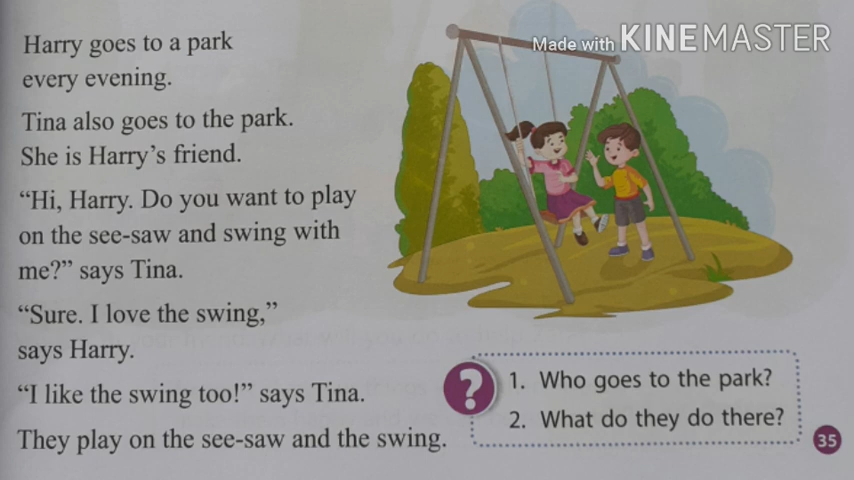 Made with KINEMASTER
Harry goes to a park
every evening.
Tina also goes to the park.
She is Harry’s friend.
“Hi, Harry. Do you want to play
on the see-saw and swing with
me?” says Tina.
“Sure. I love the swing,”
says Harry.
“I like the swing too!” says Tina.
They play on the see-saw and the swing.
?
1. Who goes to the park?
2. What do they do there?
35